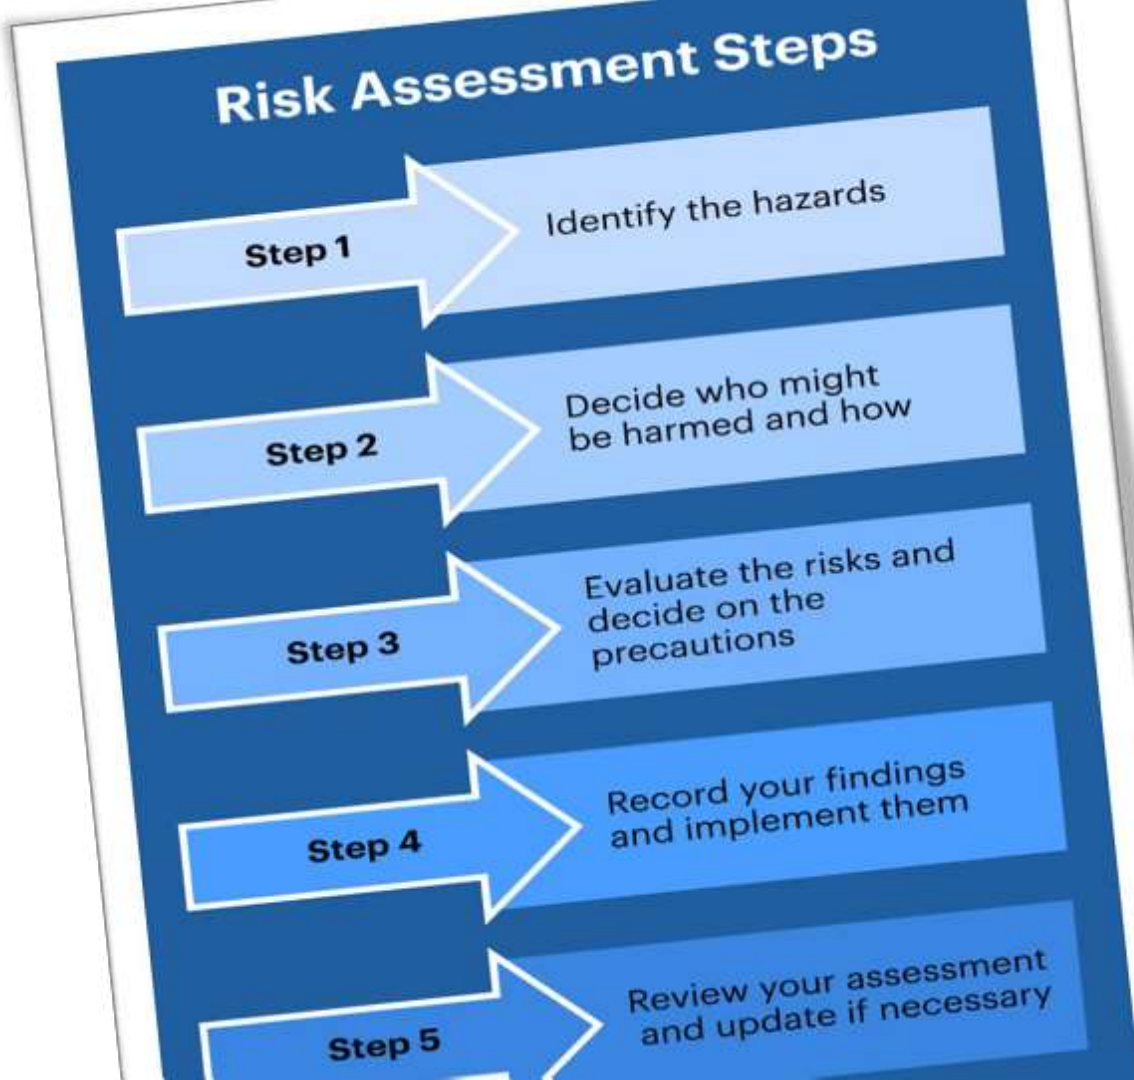 Risk Assessment Steps
Step 1
Identify the hazards
Step 2
Decide who might
be harmed and how
Step 3
Evaluate the risks and
decide on the
precautions
Step 4
Record your findings
and implement them
Step 5
Review your assessment
and update if necessary